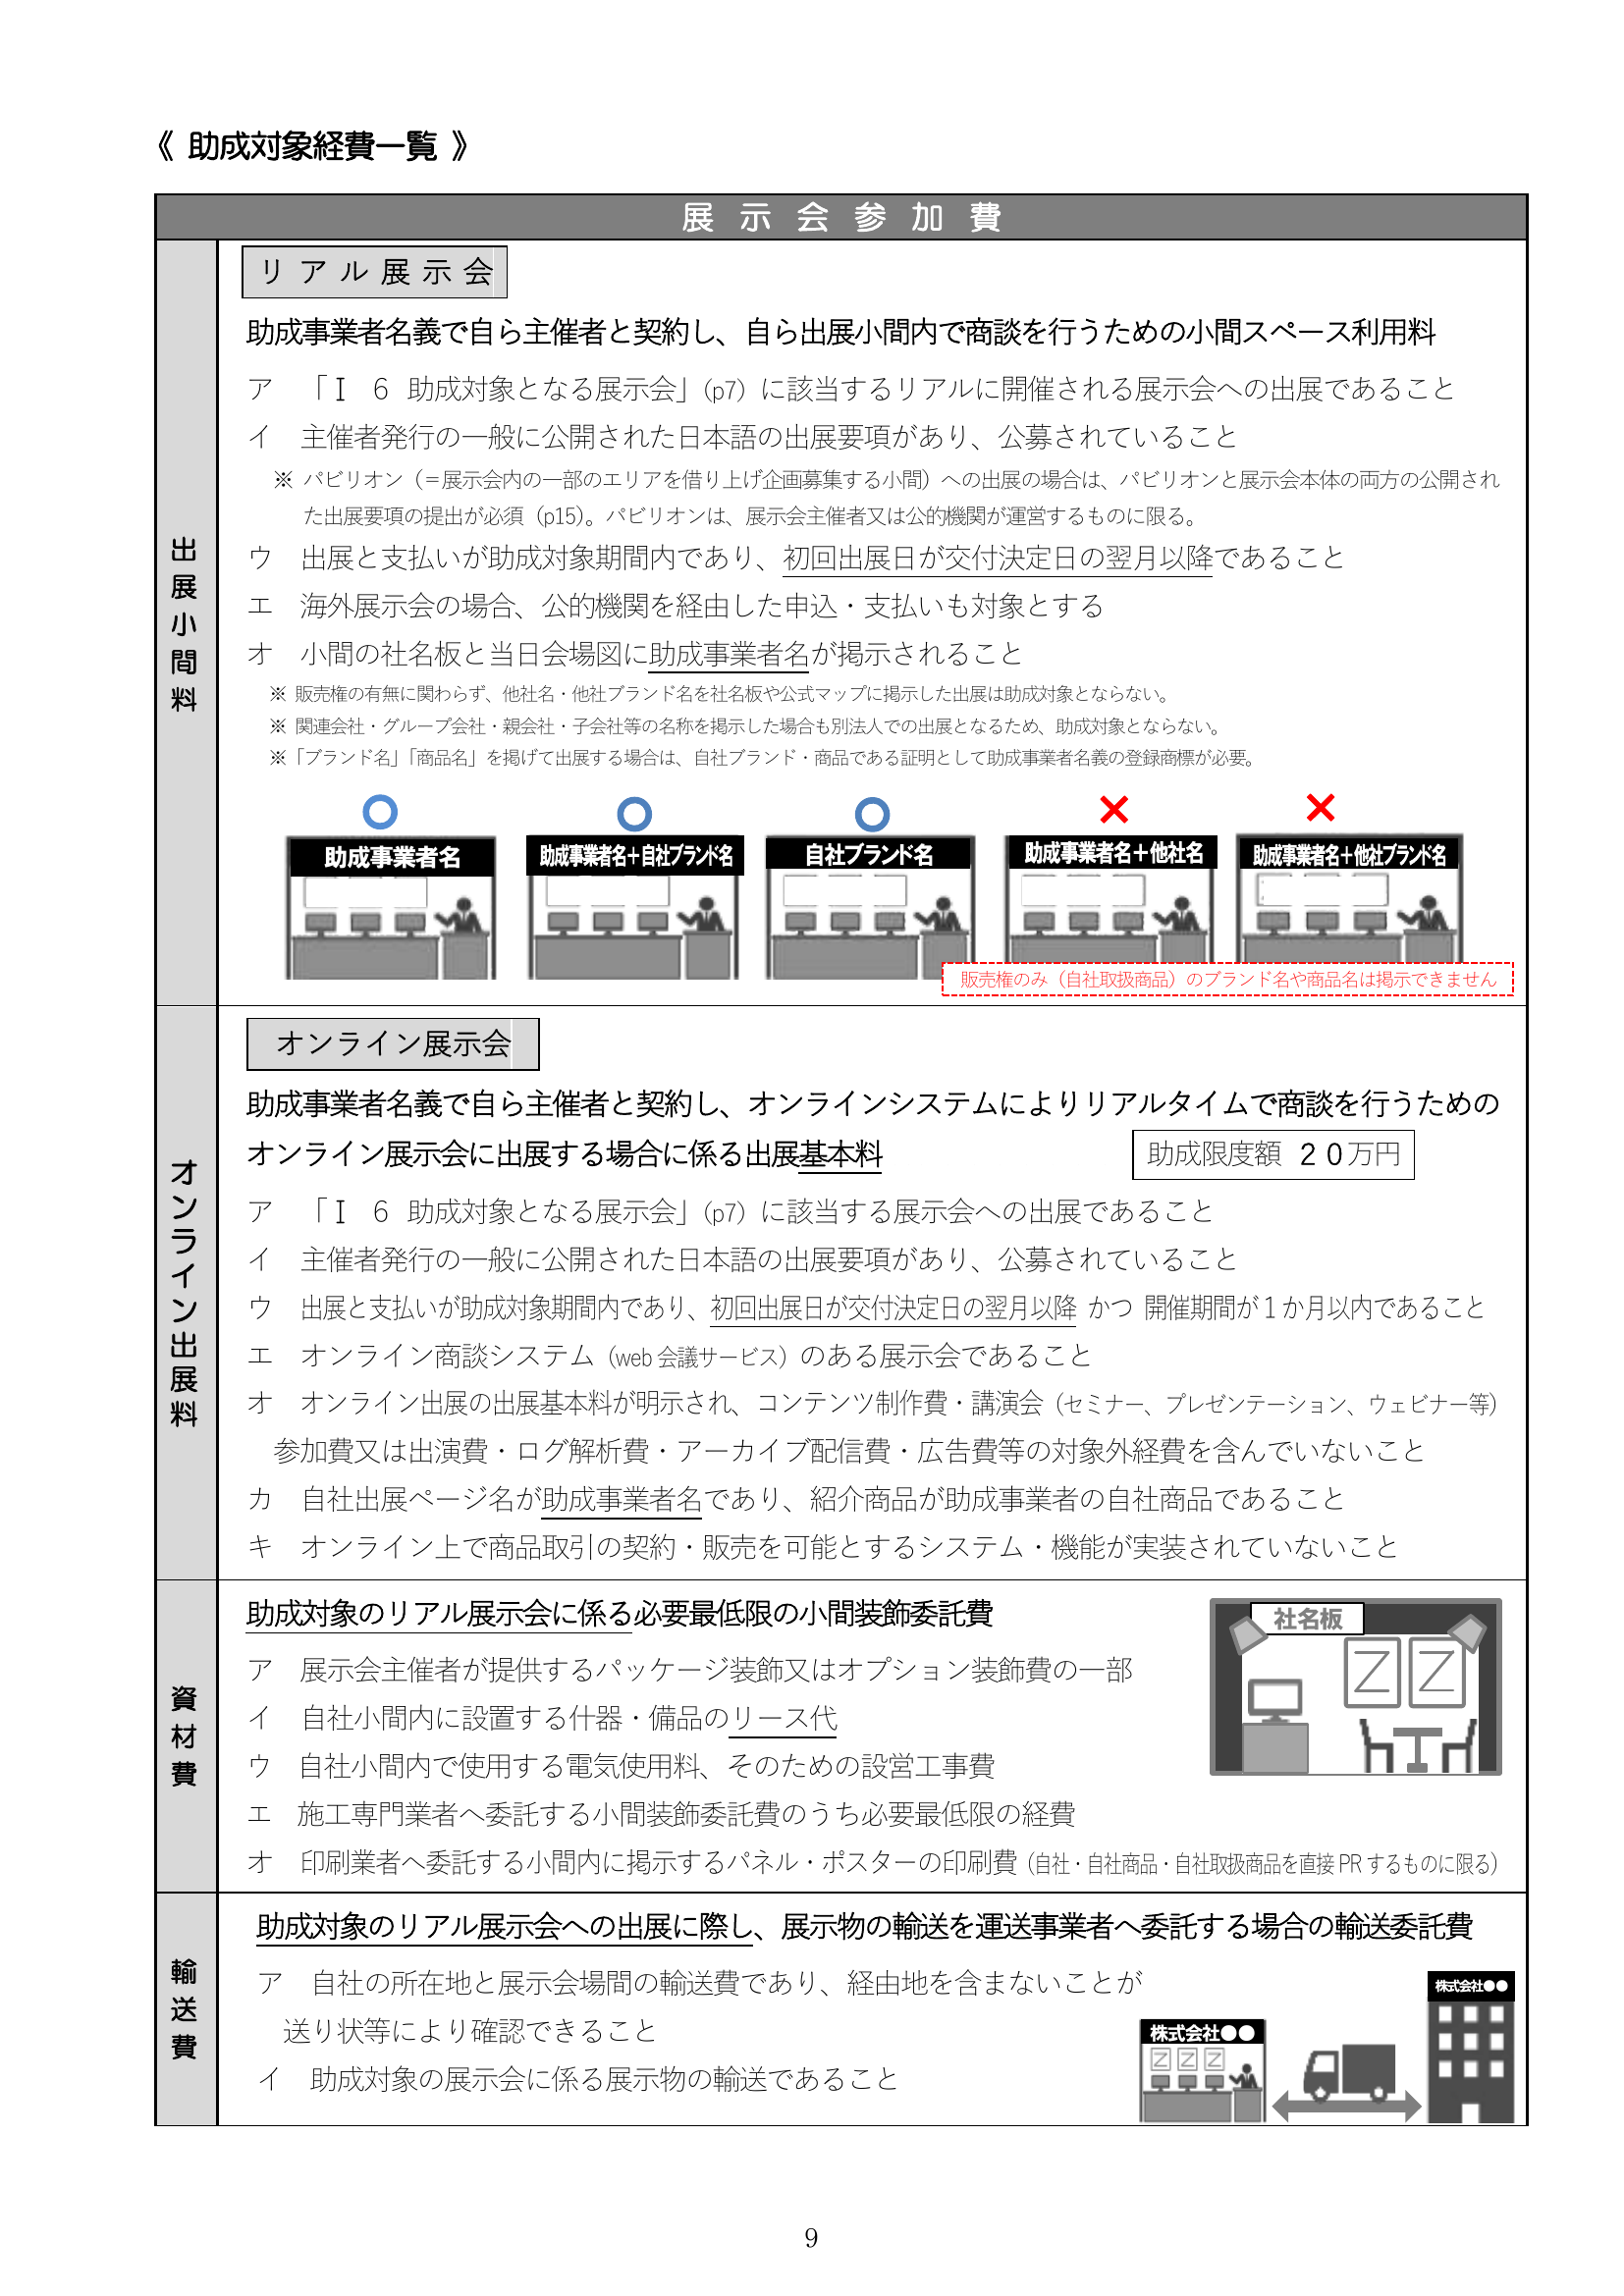 《 助成対象経費一覧 》
展示会参加費
出展小間料
リアル展示会
助成事業者名義で自ら主催者と契約し、自ら出展小間内で商談を行うための小間スペース利用料
ア 「Ⅰ 6 助成対象となる展示会」(p7) に該当するリアルに開催される展示会への出展であること
イ 主催者発行の一般に公開された日本語の出展要項があり、公募されていること
※ パビリオン（=展示会内の一部のエリアを借り上げ企画募集する小間）への出展の場合は、パビリオンと展示会本体の両方の公開され
た出展要項の提出が必須（p15）。パビリオンは、展示会主催者又は公的機関が運営するものに限る。
ウ 出展と支払いが助成対象期間内であり、初回出展日が交付決定日の翌月以降であること
エ 海外展示会の場合、公的機関を経由した申込・支払いも対象とする
オ 小間の社名板と当日会場図に助成事業者名が掲示されること
※ 販売権の有無に関わらず、他社名・他社ブランド名を社名板や公式マップに掲示した出展は助成対象とならない。
※ 関連会社・グループ会社・親会社・子会社等の名称を掲示した場合も別法人での出展となるため、助成対象とならない。
※「ブランド名」「商品名」を掲げて出展する場合は、自社ブランド・商品である証明として助成事業者名義の登録商標が必要。
助成事業者名
助成事業者名+自社ブランド名
自社ブランド名
助成事業者名+他社名
助成事業者名+他社ブランド名
販売権のみ（自社取扱商品）のブランド名や商品名は掲示できません
オンライン出展料
オンライン展示会
助成事業者名義で自ら主催者と契約し、オンラインシステムによりリアルタイムで商談を行うための
オンライン展示会に出展する場合に係る出展基本料
助成限度額 20万円
ア 「Ⅰ 6 助成対象となる展示会」(p7) に該当する展示会への出展であること
イ 主催者発行の一般に公開された日本語の出展要項があり、公募されていること
ウ 出展と支払いが助成対象期間内であり、初回出展日が交付決定日の翌月以降 かつ 開催期間が1か月以内であること
エ オンライン商談システム（web会議サービス）のある展示会であること
オ オンライン出展の出展基本料が明示され、コンテンツ制作費・講演会（セミナー、プレゼンテーション、ウェビナー等）
参加費又は出演費・ログ解析費・アーカイブ配信費・広告費等の対象外経費を含んでいないこと
カ 自社出展ページ名が助成事業者名であり、紹介商品が助成事業者の自社商品であること
キ オンライン上で商品取引の契約・販売を可能とするシステム・機能が実装されていないこと
資材費
助成対象のリアル展示会に係る必要最低限の小間装飾委託費
ア 展示会主催者が提供するパッケージ装飾又はオプション装飾費の一部
イ 自社小間内に設置する什器・備品のリース代
ウ 自社小間内で使用する電気使用料、そのための設営工事費
エ 施工専門業者へ委託する小間装飾委託費のうち必要最低限の経費
オ 印刷業者へ委託する小間内に掲示するパネル・ポスターの印刷費（自社・自社商品・自社取扱商品を直接PRするものに限る）
社名板
輸送費
助成対象のリアル展示会への出展に際し、展示物の輸送を運送事業者へ委託する場合の輸送委託費
ア 自社の所在地と展示会場間の輸送費であり、経由地を含まないことが
送り状等により確認できること
イ 助成対象の展示会に係る展示物の輸送であること
株式会社●●
株式会社●●
9